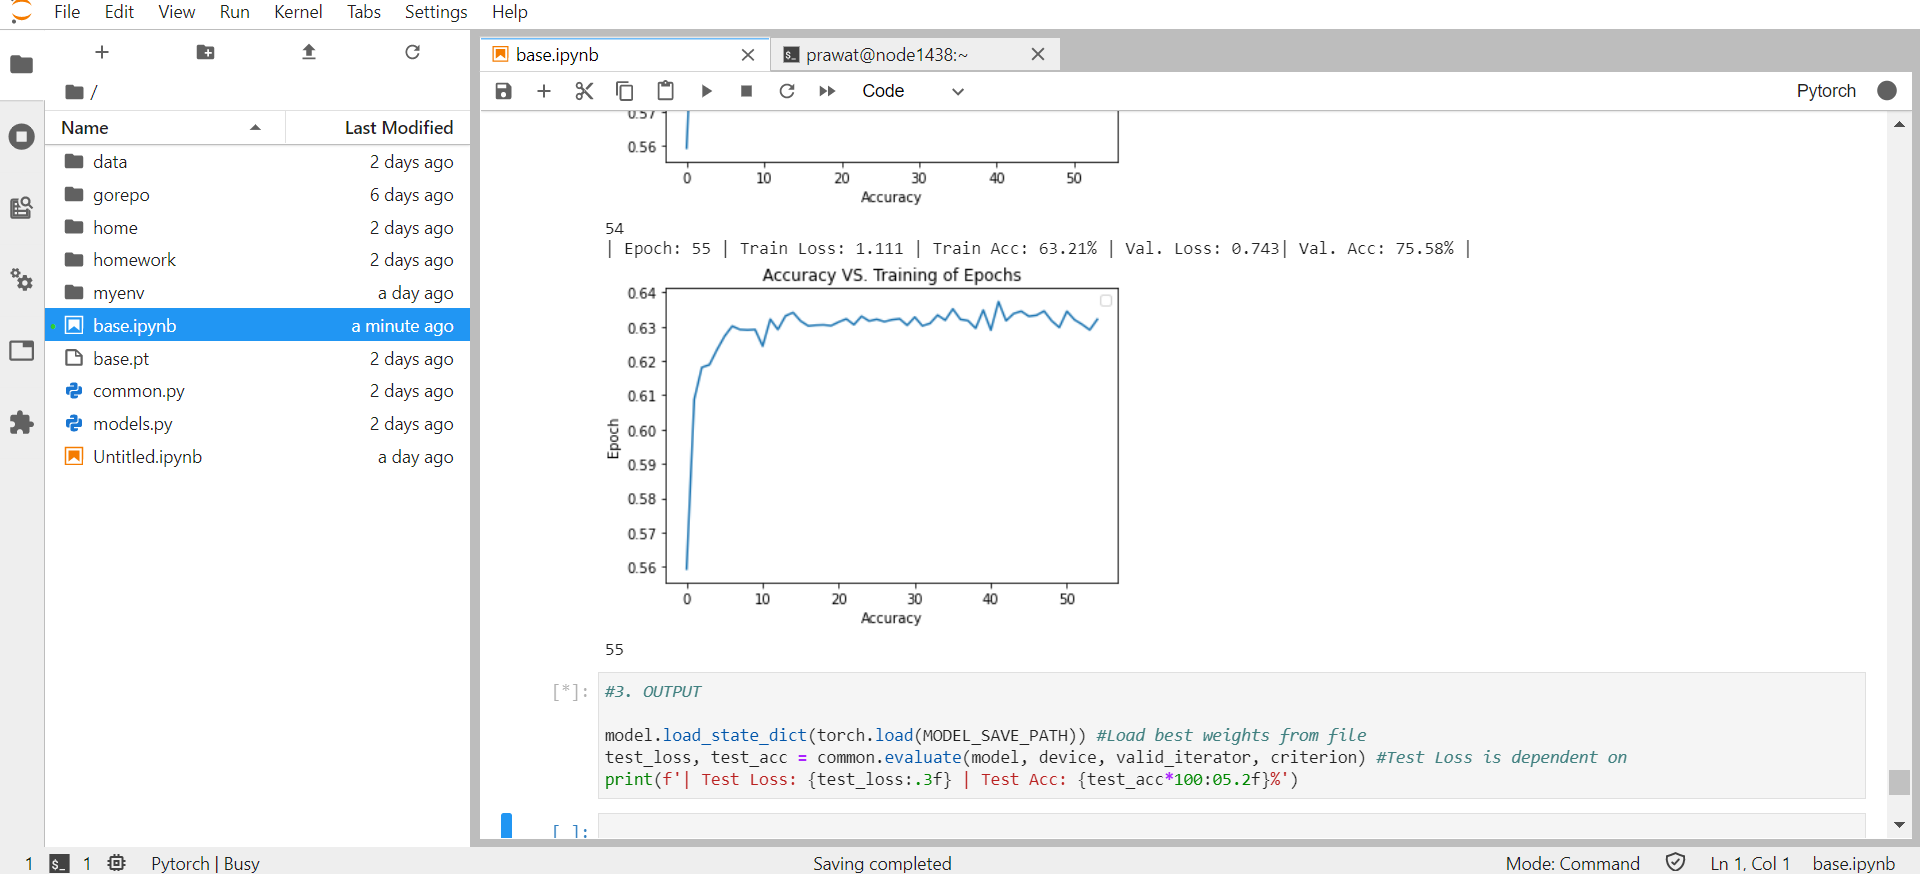 File Edit View Run Kernel Tabs Settings Help
base.ipynb
prawat@node1438:~
/
Code
Pytorch
Name Last Modified
data 2 days ago
gorepo 6 days ago
home 2 days ago
homework 2 days ago
myenv a day ago
base.ipynb a minute ago
base.pt 2 days ago
common.py 2 days ago
models.py 2 days ago
Untitled.ipynb a day ago
0.57
0.56
0 10 20 30 40 50
Accuracy
54
| Epoch: 55 | Train Loss: 1.111 | Train Acc: 63.21% | Val. Loss: 0.743| Val. Acc: 75.58% |
Accuracy VS. Training of Epochs
0.64
0.63
0.62
0.61
0.60
0.59
0.58
0.57
0.56
Epoch
0 10 20 30 40 50
Accuracy
55
[*]:
#3. OUTPUT
model.load_state_dict(torch.load(MODEL_SAVE_PATH)) #Load best weights from file
test_loss, test_acc = common.evaluate(model, device, valid_iterator, criterion) #Test Loss is dependent on
print(f'| Test Loss: {test_loss:.3f} | Test Acc: {test_acc*100:05.2f}%')
[ ]:
1 $_ 1 Pytorch | Busy Saving completed Mode: Command Ln 1, Col 1 base.ipynb